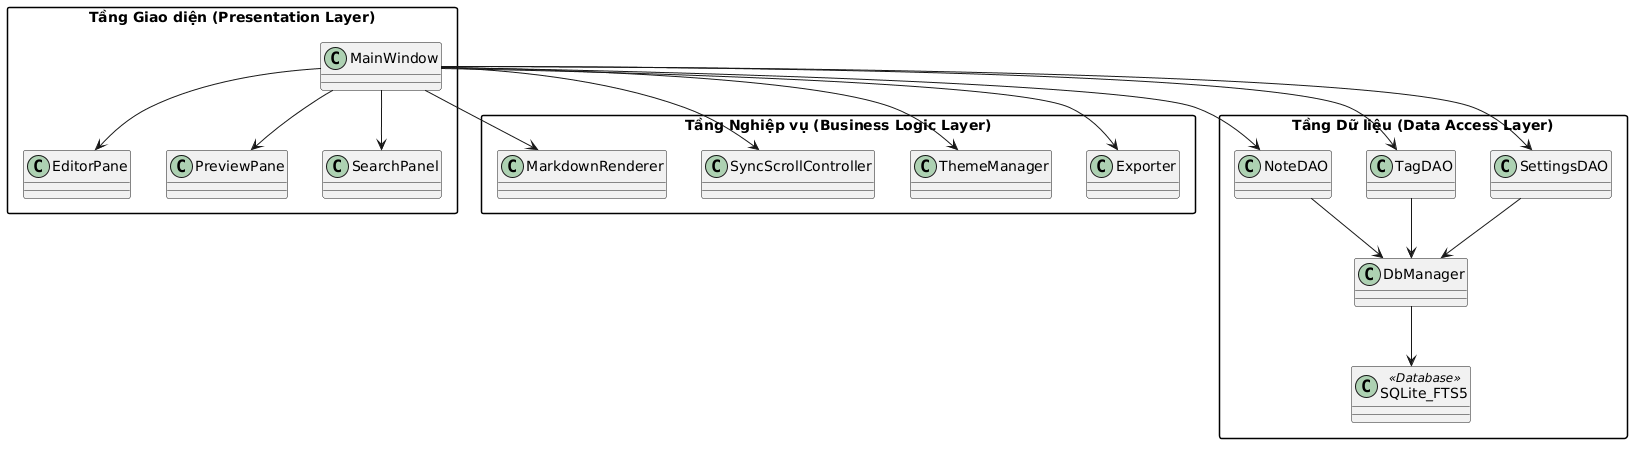 Tầng Giao diện (Presentation Layer)
C MainWindow
Tầng Nghiệp vụ (Business Logic Layer)
Tầng Dữ liệu (Data Access Layer)
C EditorPane
C PreviewPane
C SearchPanel
C MarkdownRenderer
C SyncScrollController
C ThemeManager
C Exporter
C NoteDAO
C TagDAO
C SettingsDAO
C DbManager
«Database»
C SQLite_FTS5